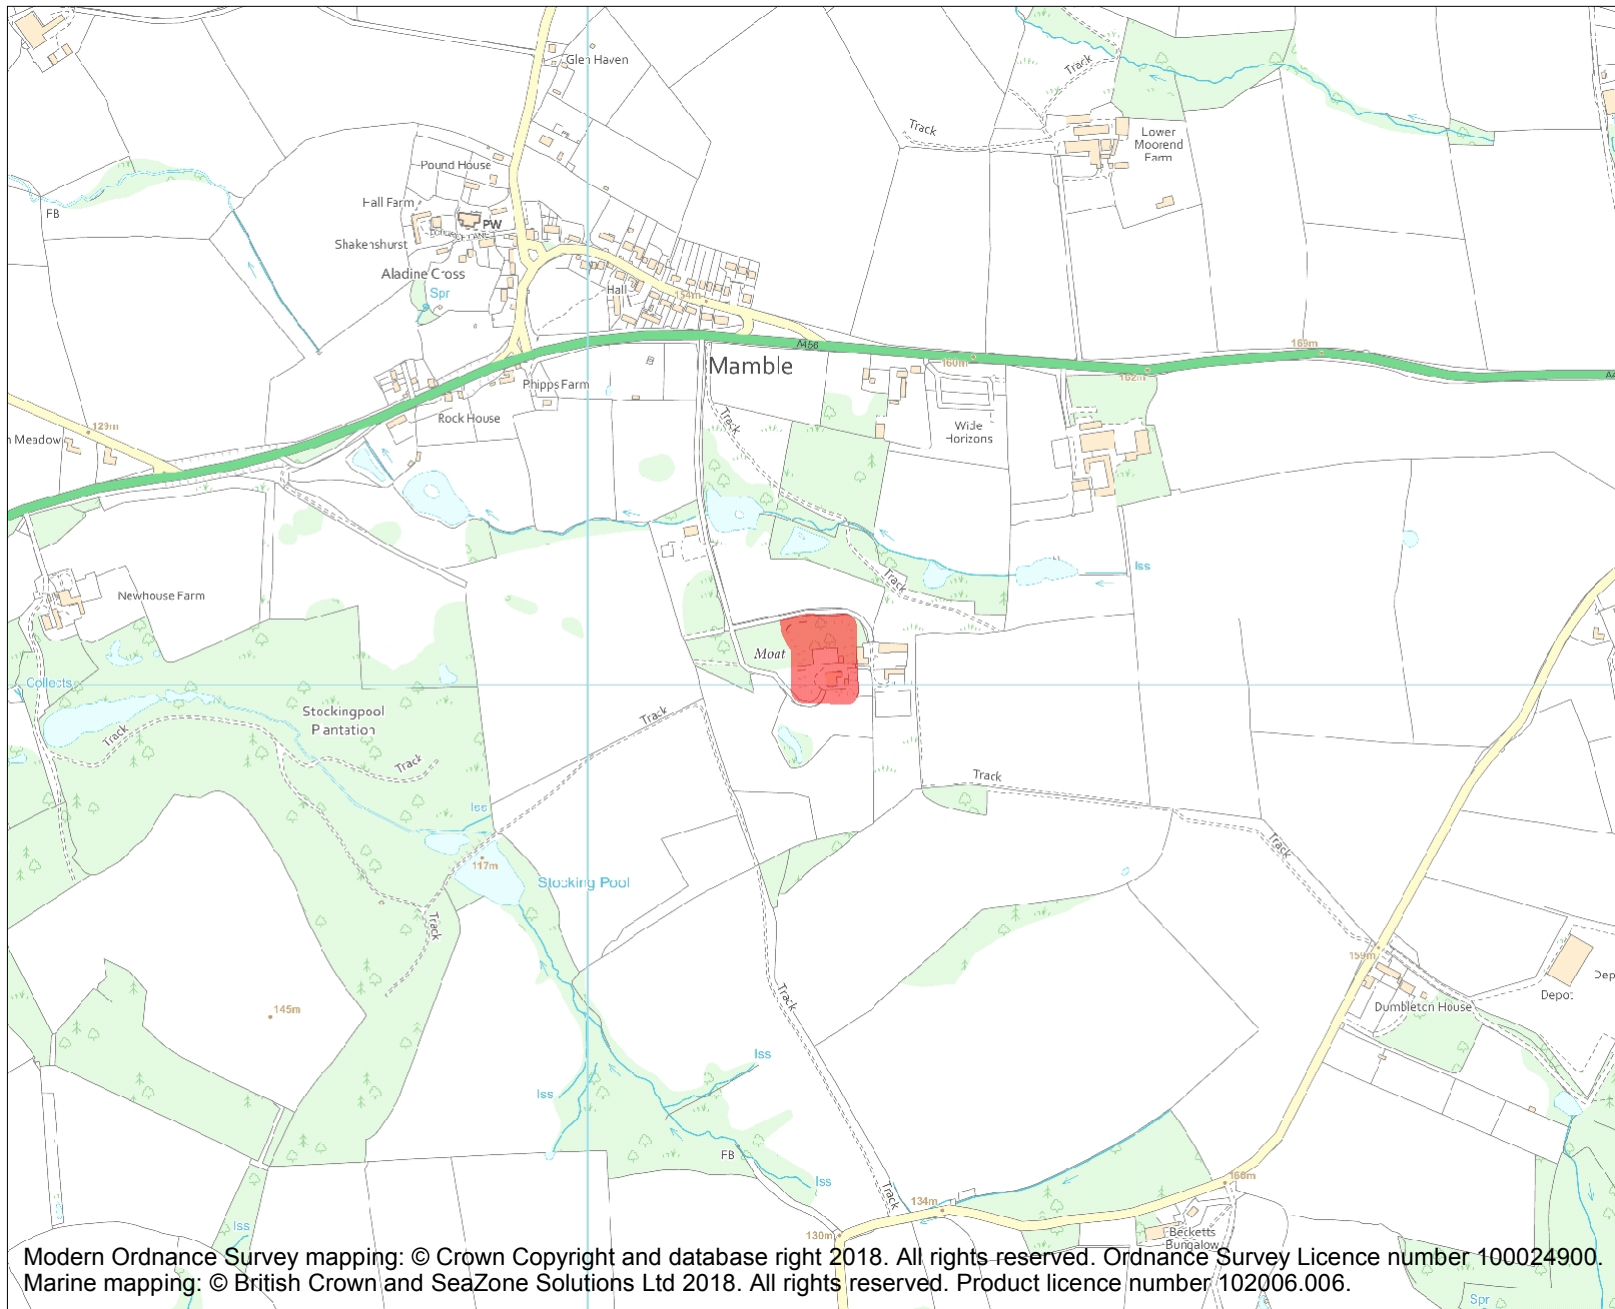 Glen Haven
Track
Track
Lower
Moorend
Farm
Pound House
Hall Farm
FB
PW
Shakenhurst
Aladine Cross
Spr
Hall
154m
A456
Mamble
160m
162m
169m
Phipps Farm
Rock House
129m
Meadow
Track
Wide
Horizons
Iss
Track
Newhouse Farm
Moat
Collects
Stockingpool
Plantation
Track
Track
Track
Track
Iss
117m
Stocking Pool
Track
Track
159m
Depot
Dumbleton House
145m
Track
Iss
Iss
FB
Iss
Track
134m
160m
130m
Becketts
Bungalow
Iss
Spr
Modern Ordnance Survey mapping: © Crown Copyright and database right 2018. All rights reserved. Ordnance Survey Licence number 100024900.
Marine mapping: © British Crown and SeaZone Solutions Ltd 2018. All rights reserved. Product licence number 102006.006.